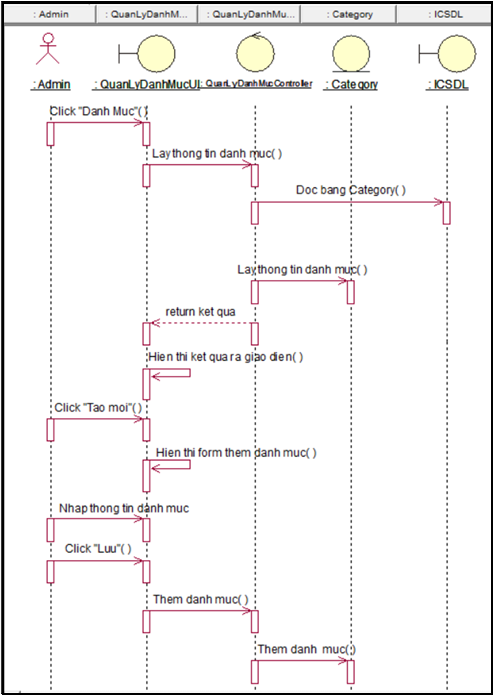 : Admin
: QuanLyDanhM...
: QuanLyDanhMu...
: Category
: ICSDL
: Admin
: QuanLyDanhMucUI
: QuanLyDanhMucController
: Category
: ICSDL
Click "Danh Muc"( )
Lay thong tin danh muc( )
Doc bang Category( )
Lay thong tin danh muc( )
return ket qua
Hien thi ket qua ra giao dien( )
Click "Tao moi"( )
Hien thi form them danh muc( )
Nhap thong tin danh muc
Click "Luu"( )
Them danh muc( )
Them danh muc( )